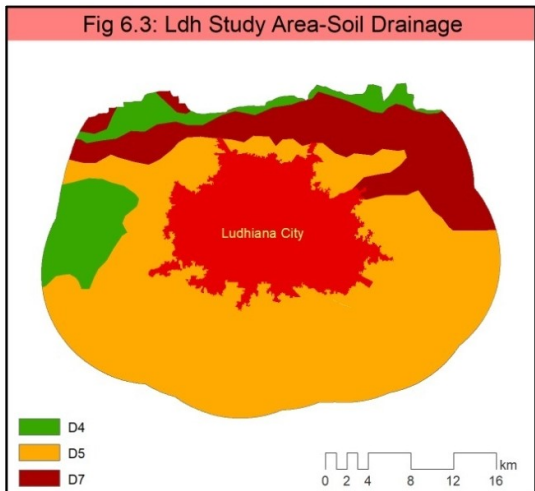 Fig 6.3: Ldh Study Area-Soil Drainage
Ludhiana City
D4
D5
D7
km
0 2 4 8 12 16